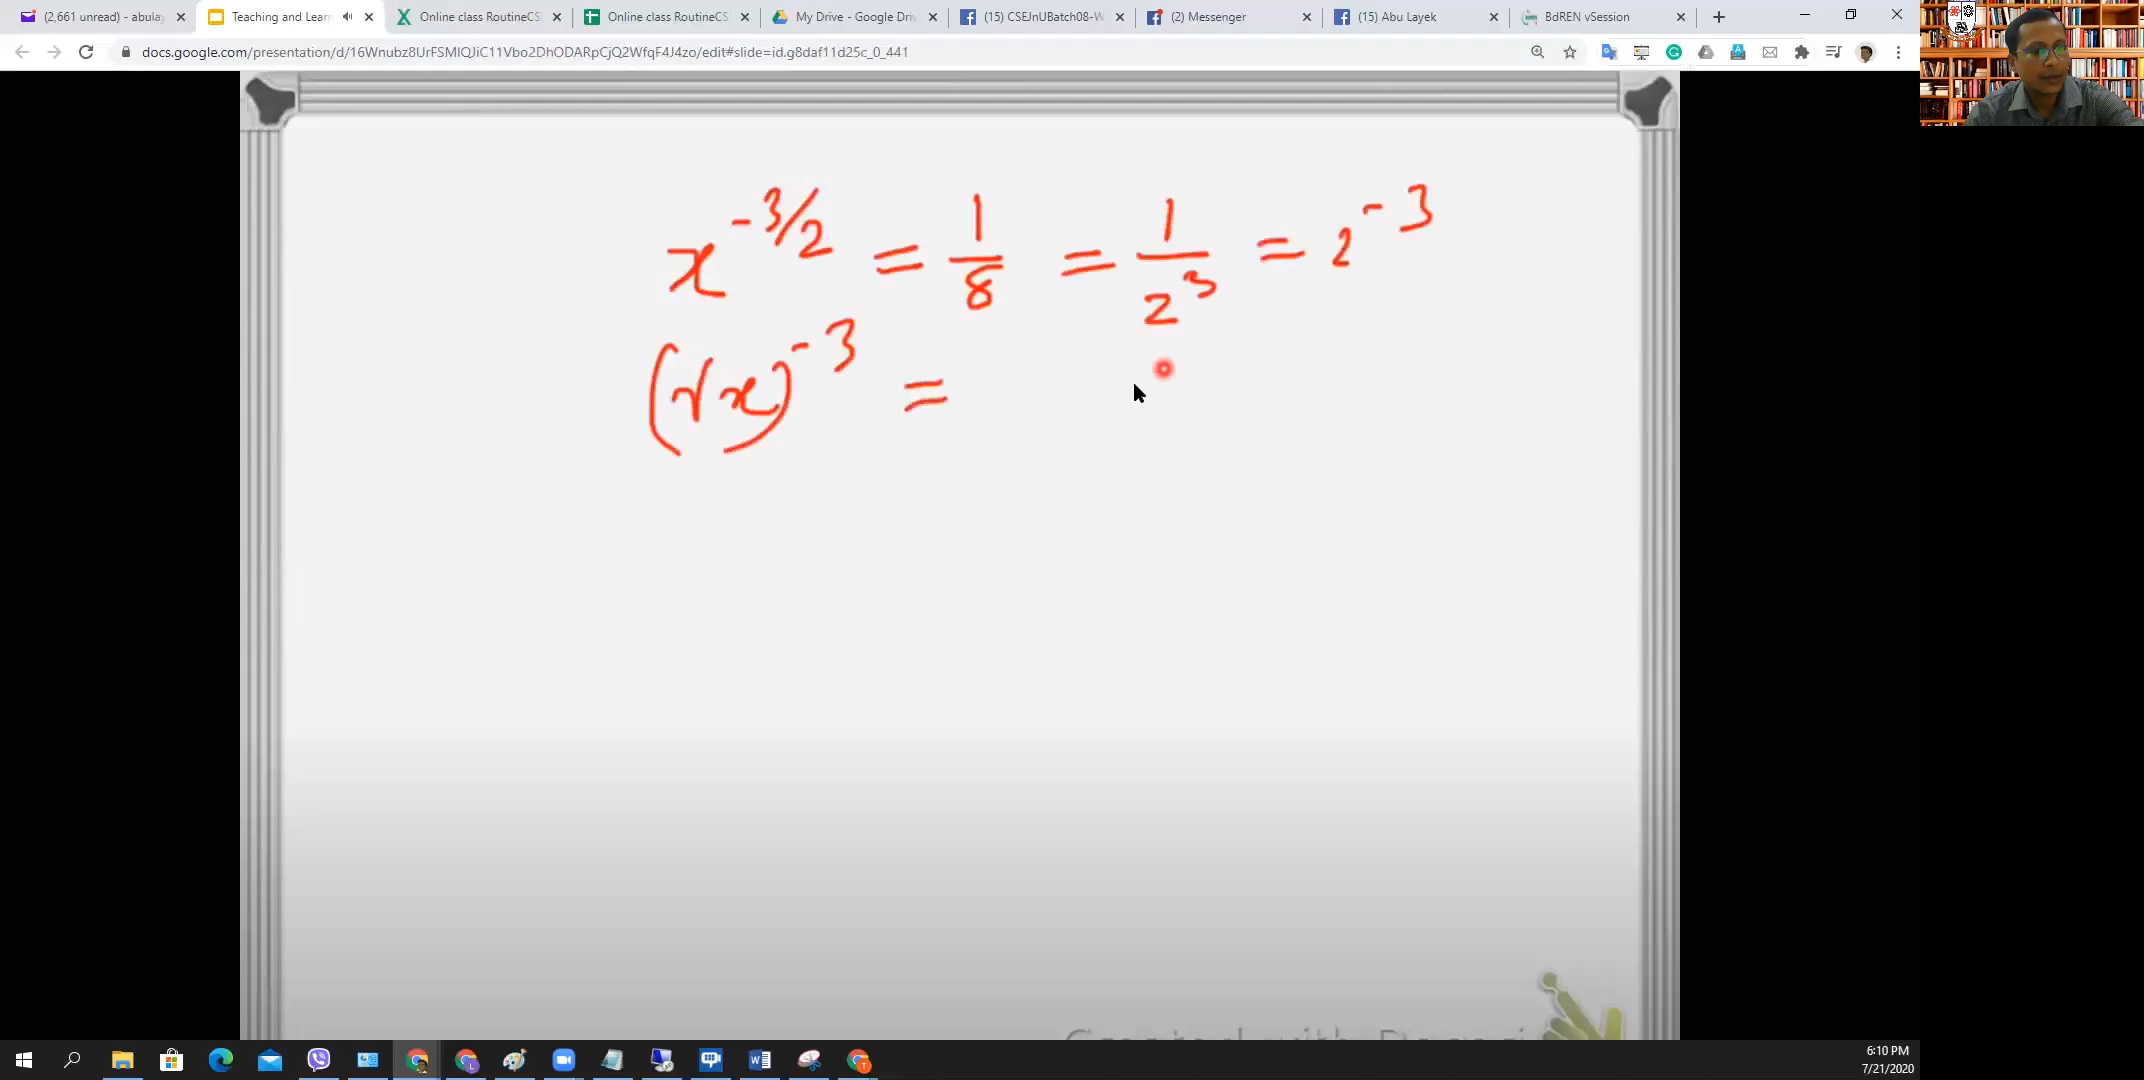 (2,661 unread) - abulay
Teaching and Lear
Online class RoutineCS
Online class RoutineCS
My Drive - Google Driv
(15) CSEJnUBatch08-W
(2) Messenger
(15) Abu Layek
BdREN vSession
docs.google.com/presentation/d/16Wnubz8UrFSMIQJiC11Vbo2DhODARpCjQ2WfqF4J4zo/edit#slide=id.g8daf11d25c_0_441
x^-3/2 = 1/8 = 1/2^3 = 2^-3
(√x)^-3 =
6:10 PM
7/21/2020